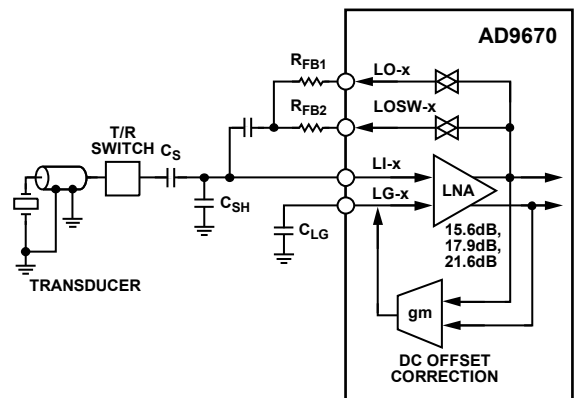 AD9670
RFB1
LO-x
RFB2
LOSW-x
T/R
SWITCH
CS
LI-x
LG-x
LNA
CSH
CLG
15.6dB,
17.9dB,
21.6dB
TRANSDUCER
gm
DC OFFSET
CORRECTION